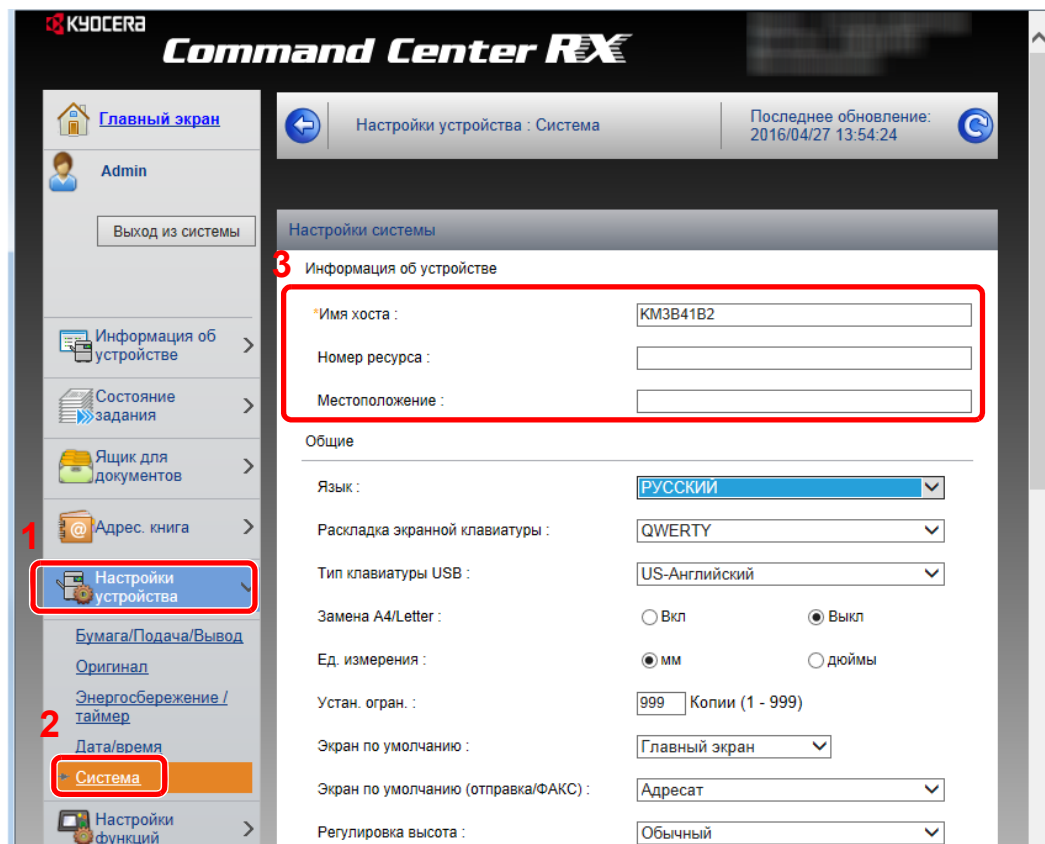 KYOCERA
Command Center RX
Главный экран
Admin
Выход из системы
Информация об
устройстве
Состояние
задания
Ящик для
документов
1
Адрес. книга
Настройки
устройства
Бумага/Подача/Вывод
Оригинал
Энергосбережение /
таймер
2
Дата/время
Система
Настройки
функций
Настройки устройства : Система
Последнее обновление:
2016/04/27 13:54:24
Настройки системы
3
Информация об устройстве
*Имя хоста : KM3B41B2
Номер ресурса :
Местоположение :
Общие
Язык : РУССКИЙ
Раскладка экранной клавиатуры : QWERTY
Тип клавиатуры USB : US-Английский
Замена A4/Letter : Вкл Выкл
Ед. измерения : мм дюймы
Устан. огран. : 999 Копии (1 - 999)
Экран по умолчанию : Главный экран
Экран по умолчанию (отправка/ФАКС) : Адресат
Регулировка высота : Обычный